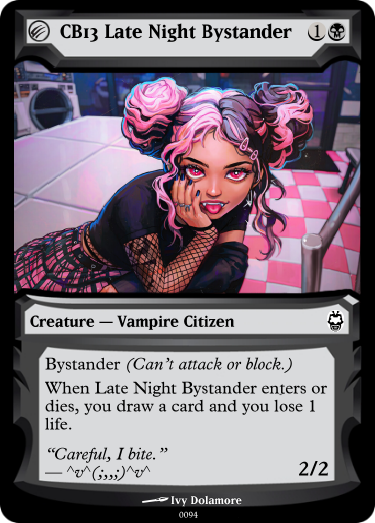 CB13 Late Night Bystander 1
Creature — Vampire Citizen
Bystander (Can't attack or block.)
When Late Night Bystander enters or
dies, you draw a card and you lose 1
life.
“Careful, I bite.”
— ^v^(;,,;)^v^
2/2
Ivy Dolamore
0094